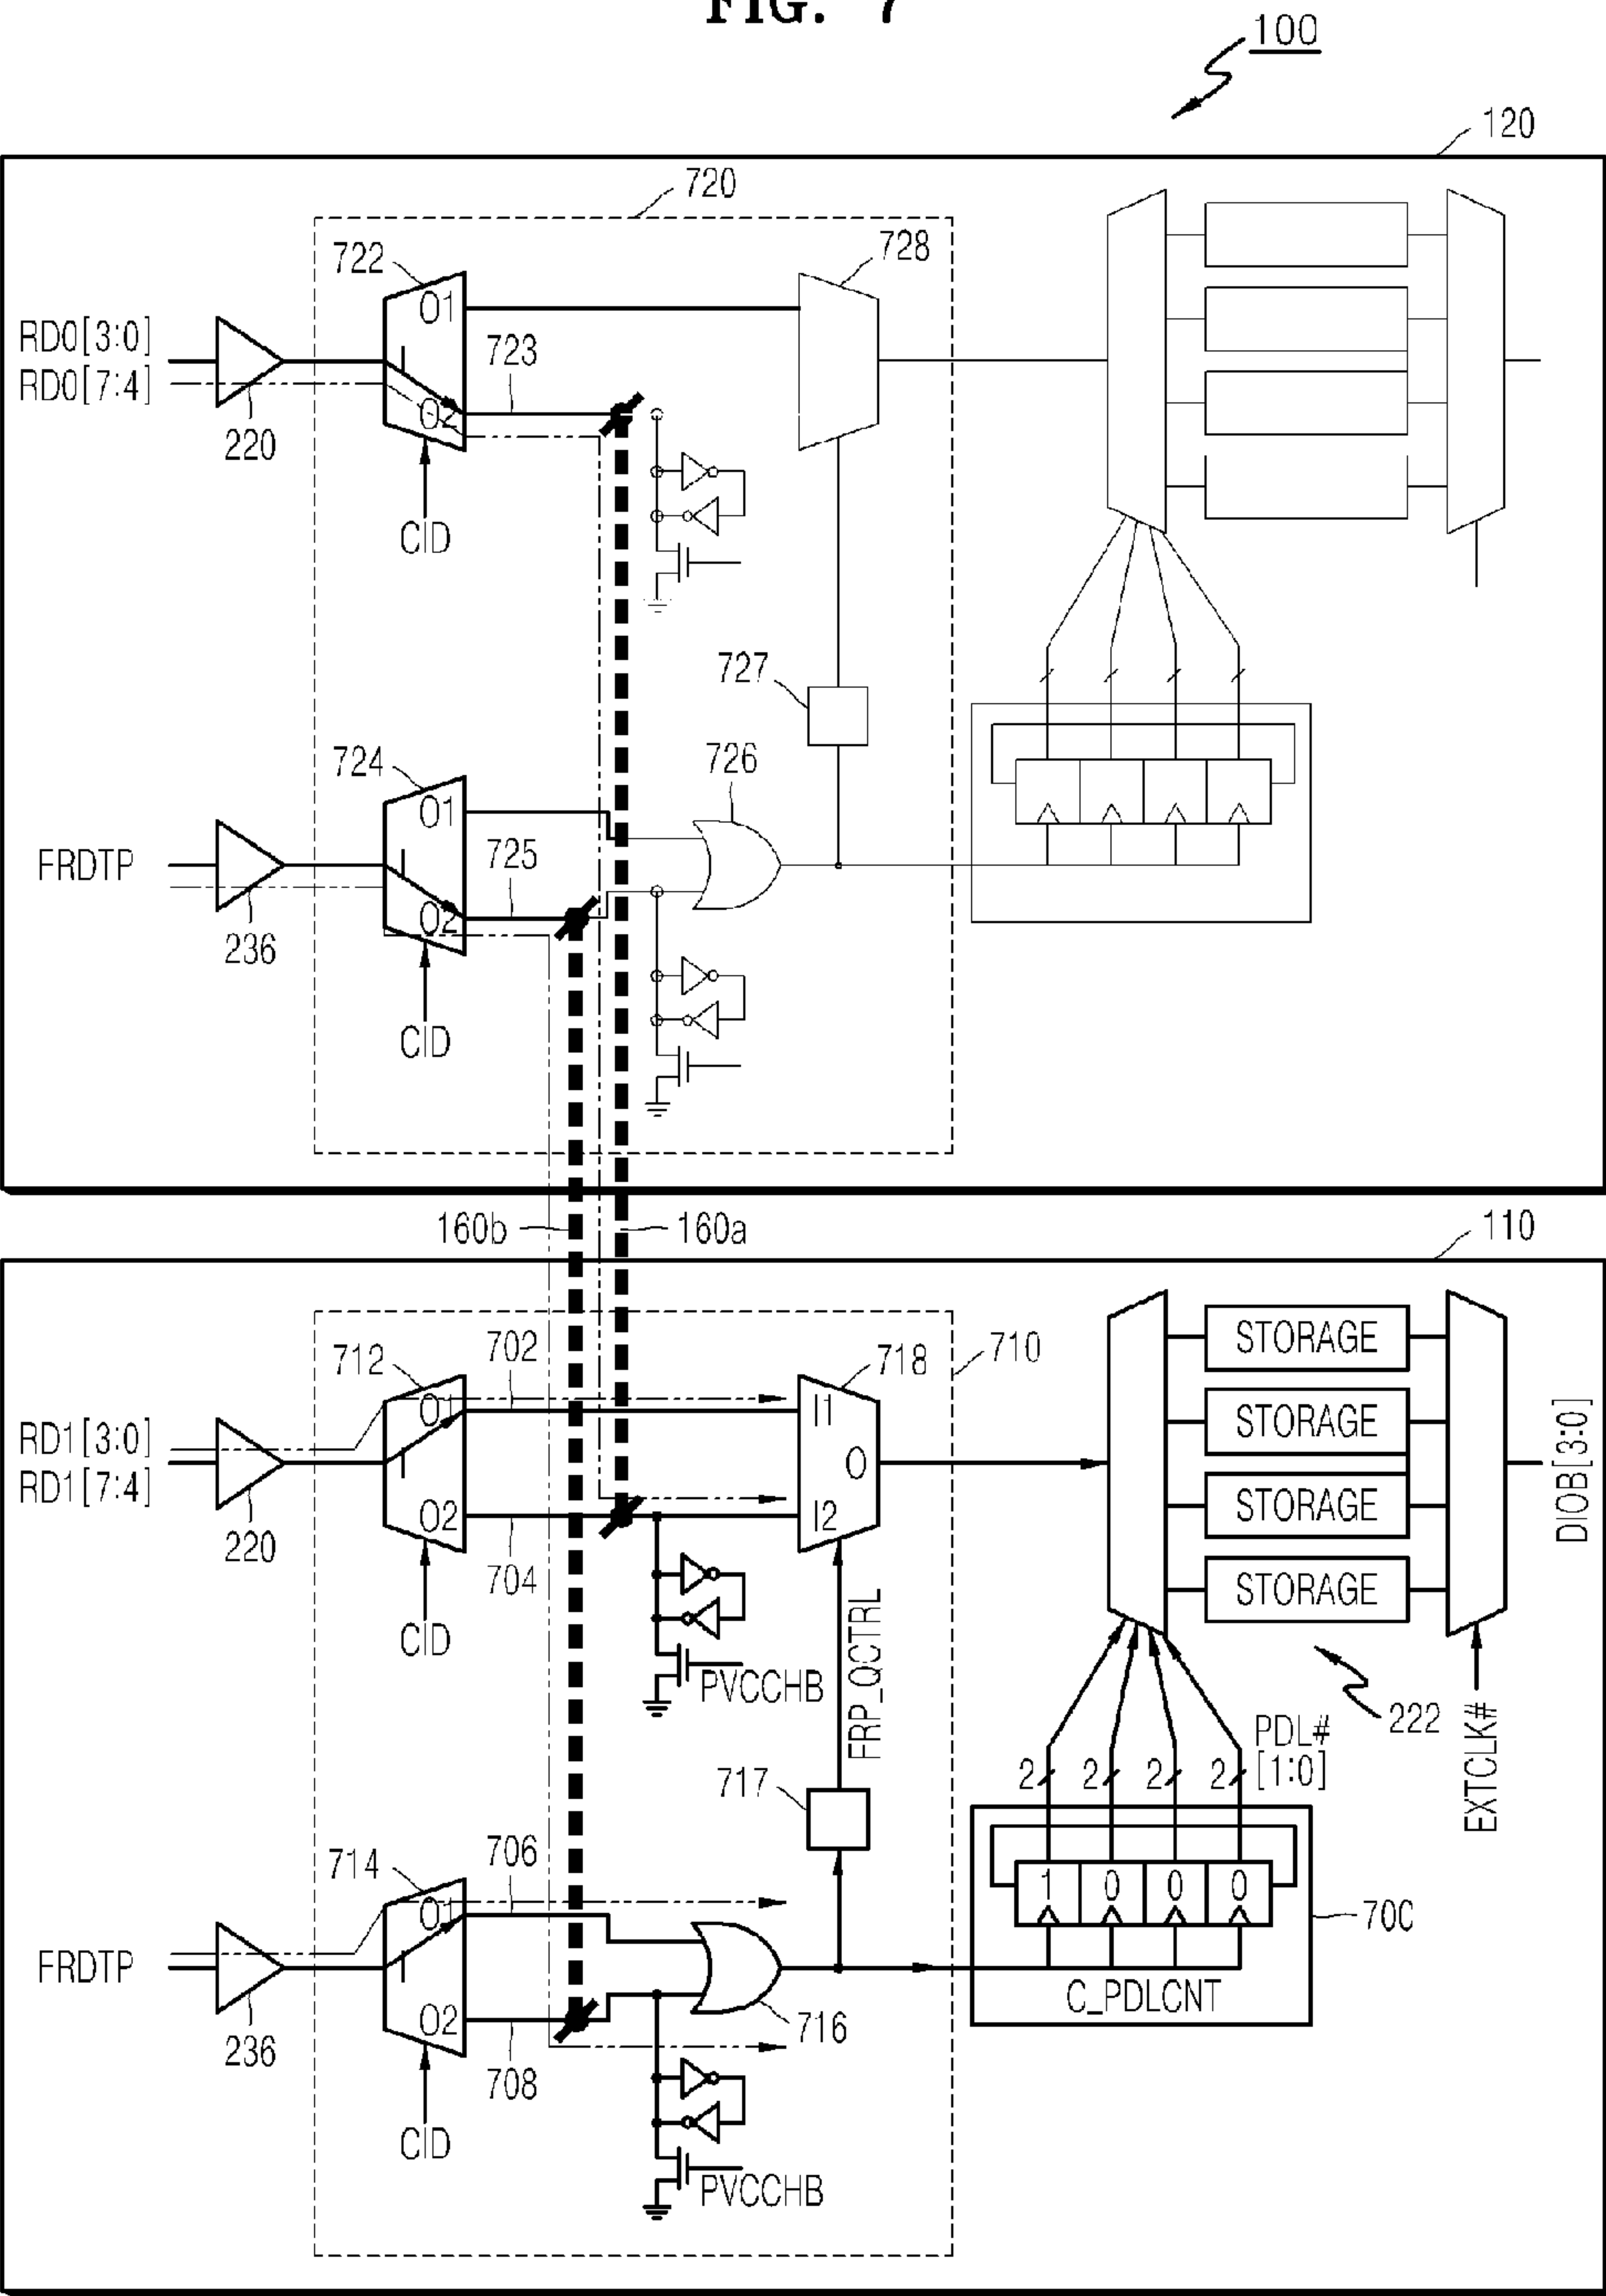 FIG. 7
100
120
720
722
728
O1
RD0[3:0]
723
RD0[7:4]
I
O2
220
CID
727
724
726
O1
725
FRDTP
I
O2
236
CID
160b
160a
110
712
702
718
710
O1
I1
STORAGE
RD1[3:0]
STORAGE
RD1[7:4]
I
O
DIOB[3:0]
O2
I2
STORAGE
220
704
STORAGE
CID
PVCCHB
FRP_QCTRL
222
PDL#
[1:0]
EXTCLK#
717
2
2
2
2
714
706
O1
1
0
0
0
700
FRDTP
I
C_PDLCNT
O2
716
236
708
CID
PVCCHB